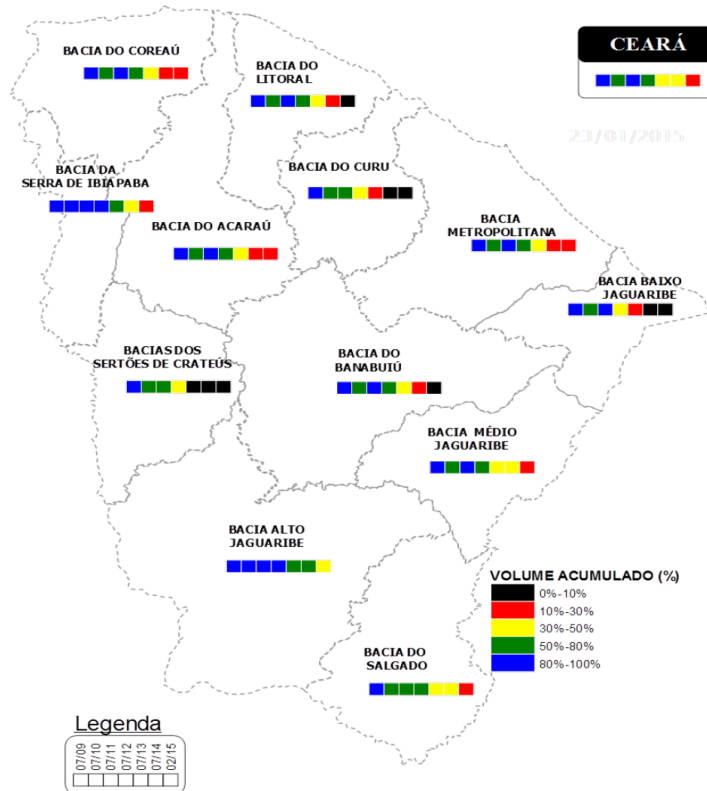 BACIA DO COREAÚ
BACIA DO
LITORAL
CEARÁ
23/01/2015
BACIA DA
SERRA DE IBIAPABA
BACIA DO CURU
BACIA DO ACARAÚ
BACIA
METROPOLITANA
BACIA BAIXO
JAGUARIBE
BACIAS DOS
SERTÕES DE CRATEÚS
BACIA DO
BANABUIÚ
BACIA MÉDIO
JAGUARIBE
BACIA ALTO
JAGUARIBE
BACIA DO
SALGADO
VOLUME ACUMULADO (%)
0%-10%
10%-30%
30%-50%
50%-80%
80%-100%
Legenda
07/09
07/10
07/11
07/12
07/13
07/14
02/15